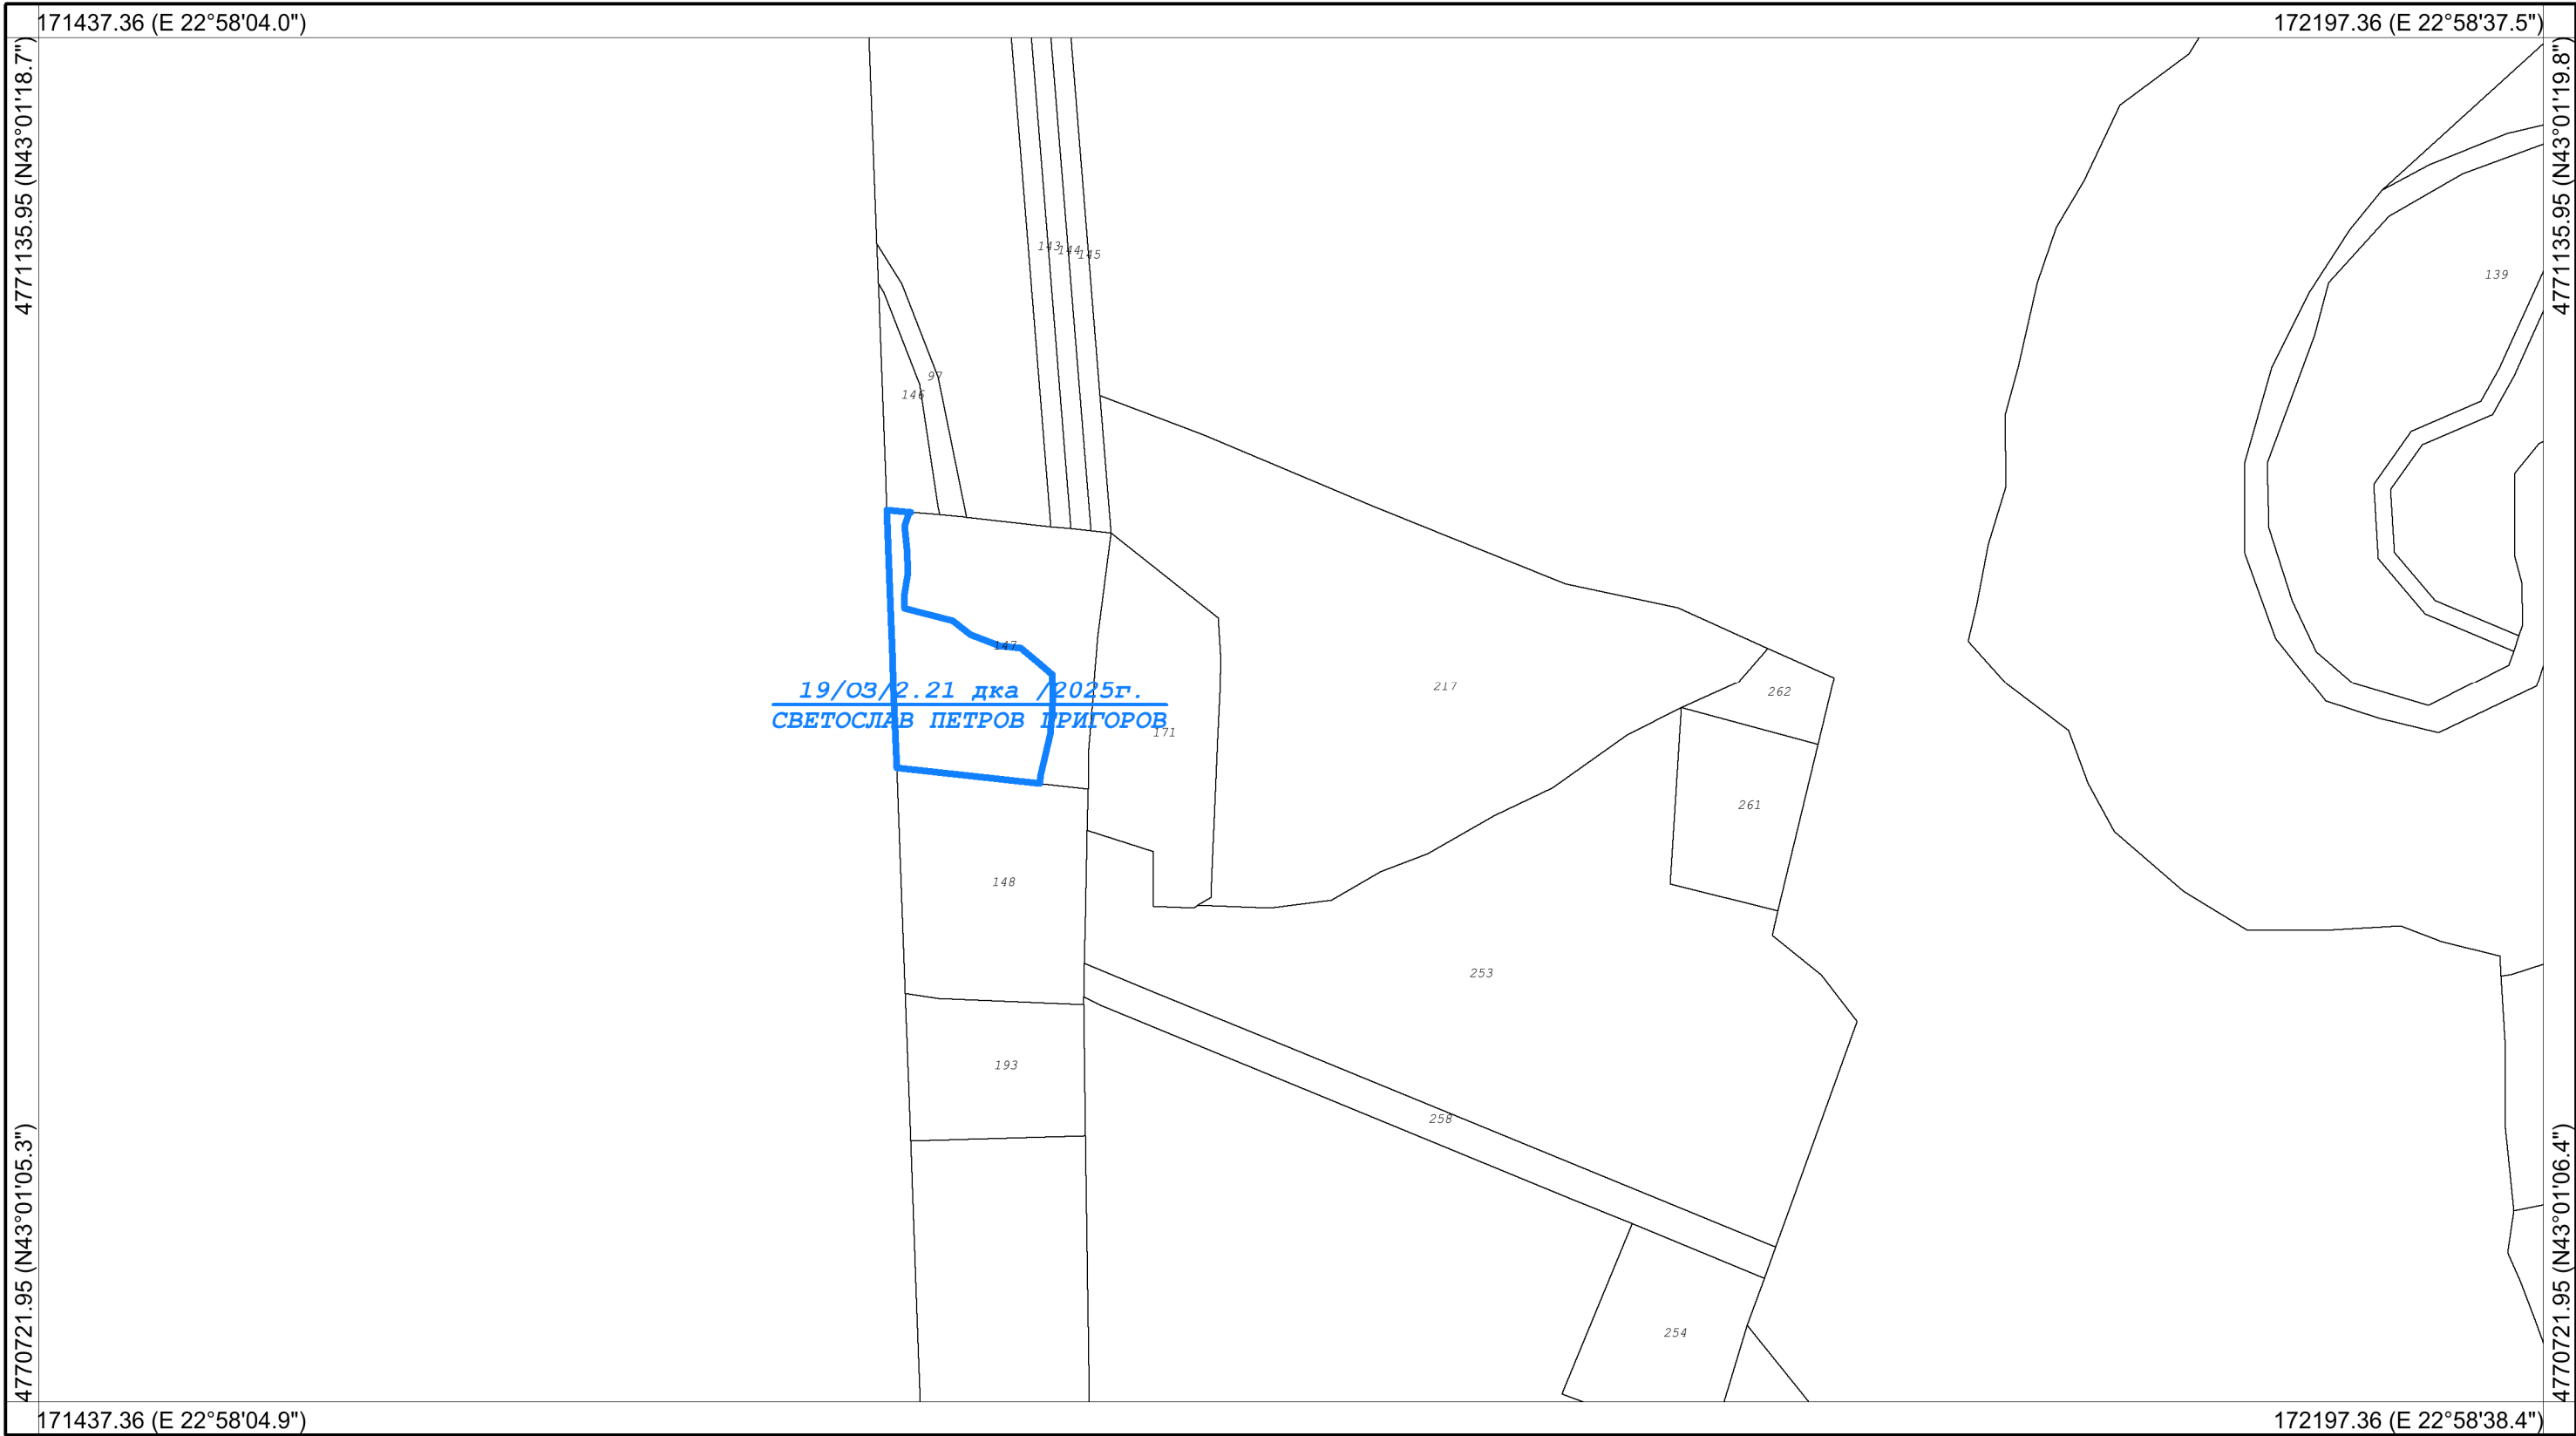 171437.36 (E 22°58'04.0")
172197.36 (E 22°58'37.5")
4771135.95 (N43°01'18.7")
4771135.95 (N43°01'19.8")
143
144
145
139
97
146
147
217
262
19/ОЗ/2.21 дка /2025г.
СВЕТОСЛАВ ПЕТРОВ ГРИГОРОВ
171
261
148
253
193
258
254
4770721.95 (N43°01'05.3")
4770721.95 (N43°01'06.4")
171437.36 (E 22°58'04.9")
172197.36 (E 22°58'38.4")